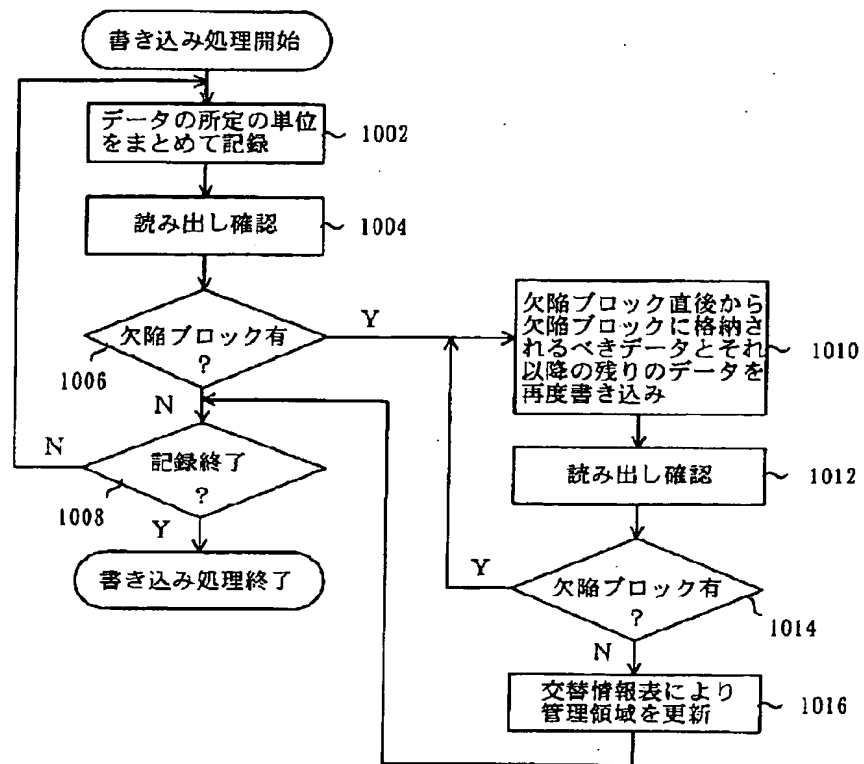 書き込み処理開始
データの所定の単位
をまとめて記録
1002
読み出し確認
1004
欠陥ブロック有
?
1006
Y
N
記録終了
?
1008
N
Y
書き込み処理終了
欠陥ブロック直後から
欠陥ブロックに格納さ
れるべきデータとそれ
以降の残りのデータを
再度書き込み
1010
読み出し確認
1012
欠陥ブロック有
?
1014
Y
N
交替情報表により
管理領域を更新
1016